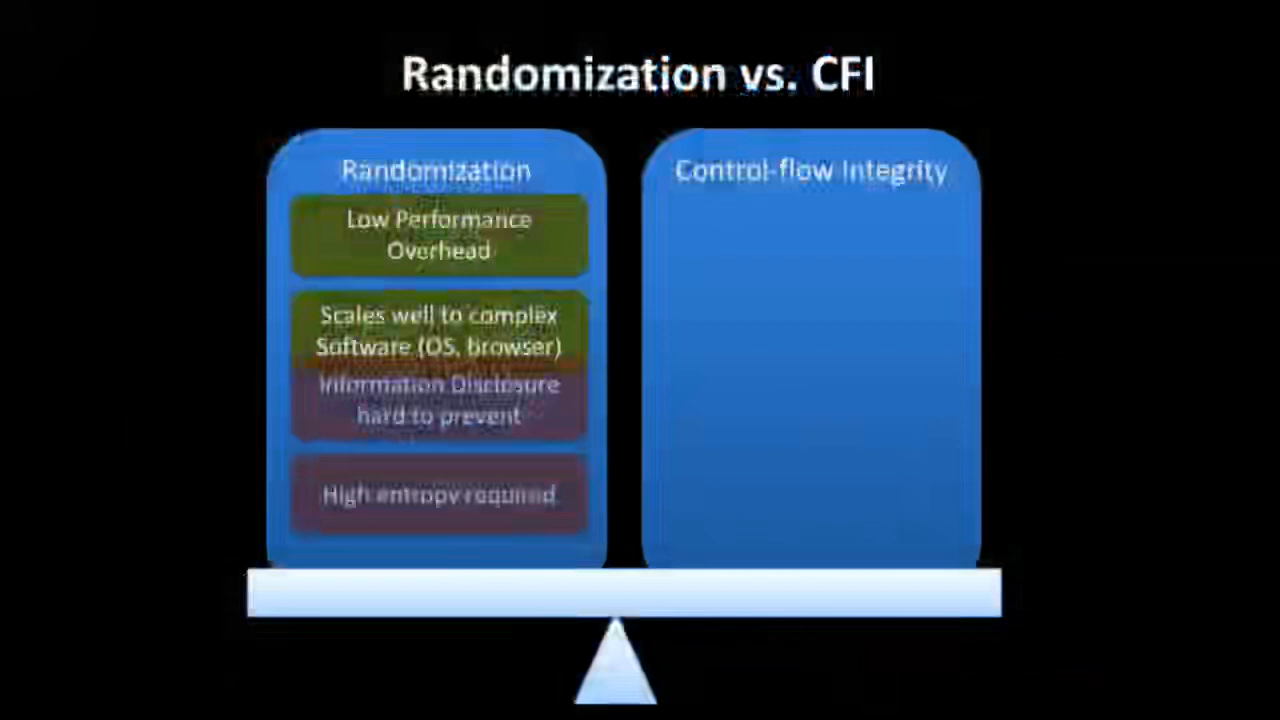 Randomization vs. CFI
Randomization
Low Performance
Overhead
Scales well to complex
Software (OS, browser)
Information Disclosure
hard to prevent
High entropy required
Control-flow Integrity